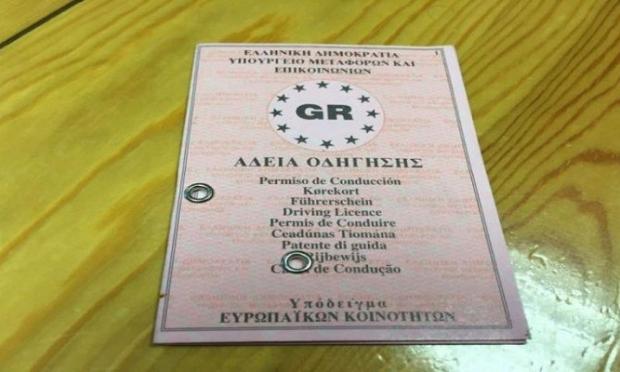 ΕΛΛΗΝΙΚΗ ΔΗΜΟΚΡΑΤΙΑ 1
ΥΠΟΥΡΓΕΙΟ ΜΕΤΑΦΟΡΩΝ ΚΑΙ
ΕΠΙΚΟΙΝΩΝΙΩΝ
GR
ΑΔΕΙΑ ΟΔΗΓΗΣΗΣ
Permiso de Conducción
Kørekort
Führerschein
Driving Licence
Permis de Conduire
Ceadúnas Tiomána
Patente di guida
de Condução
Υπόδειγμα
ΕΥΡΩΠΑΪΚΩΝ ΚΟΙΝΟΤΗΤΩΝ